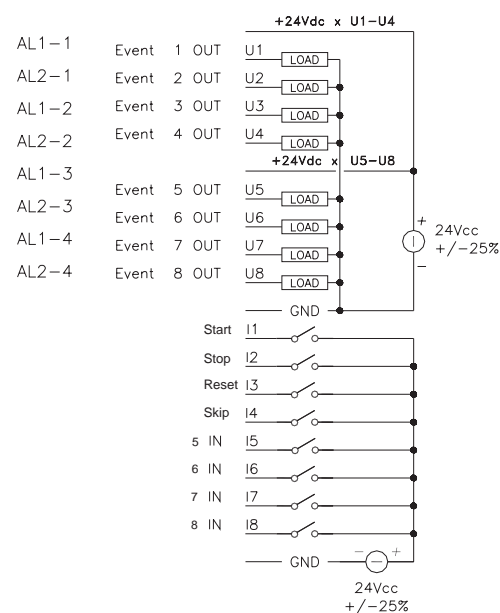 +24Vdc x U1-U4
AL1-1 Event 1 OUT U1 LOAD
AL2-1 Event 2 OUT U2 LOAD
AL1-2 Event 3 OUT U3 LOAD
AL2-2 Event 4 OUT U4 LOAD
+24Vdc x U5-U8
AL1-3 Event 5 OUT U5 LOAD
AL2-3 Event 6 OUT U6 LOAD
AL1-4 Event 7 OUT U7 LOAD
AL2-4 Event 8 OUT U8 LOAD
+
24Vcc
+/-25%
-
GND
Start I1
Stop I2
Reset I3
Skip I4
5 IN I5
6 IN I6
7 IN I7
8 IN I8
GND - +
24Vcc
+/-25%